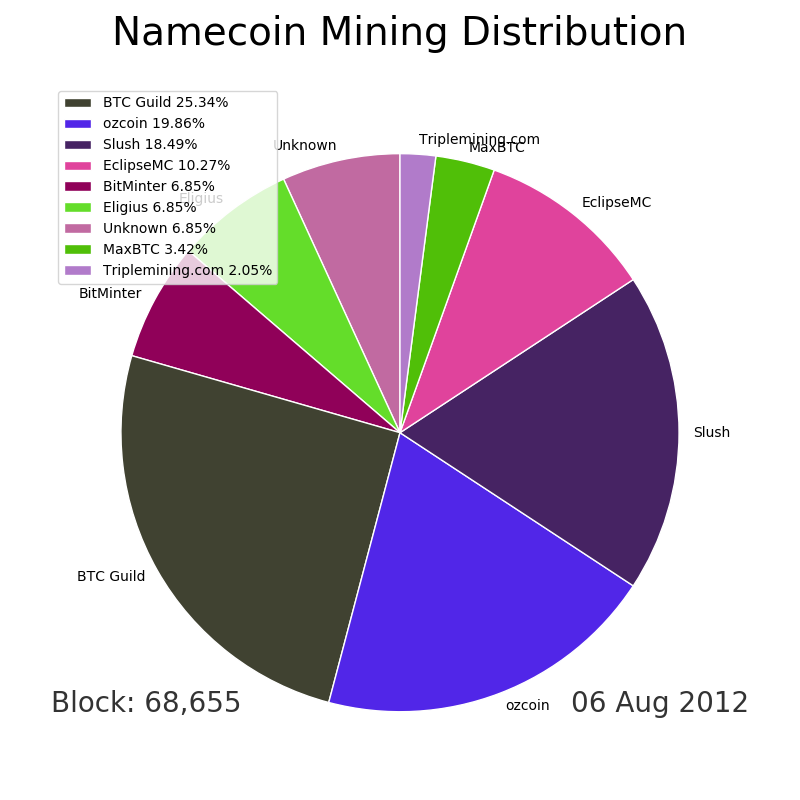 Namecoin Mining Distribution
BTC Guild 25.34%
ozcoin 19.86%
Slush 18.49%
EclipseMC 10.27%
BitMinter 6.85%
Eligius 6.85%
Unknown 6.85%
MaxBTC 3.42%
Triplemining.com 2.05%
Unknown
Triplemining.com
MaxBTC
Eligius
EclipseMC
BitMinter
Slush
BTC Guild
ozcoin
Block: 68,655
06 Aug 2012